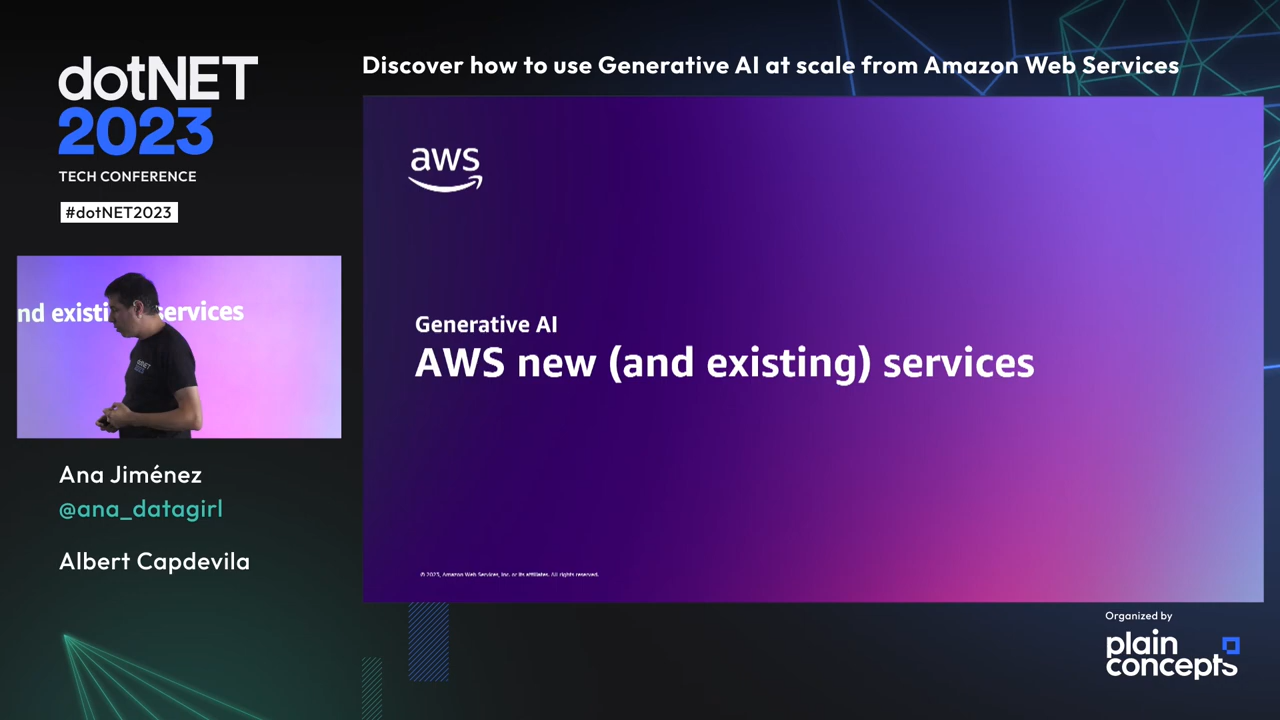 dotNET
2023
TECH CONFERENCE
#dotNET2023
Discover how to use Generative AI at scale from Amazon Web Services
aws
Generative AI
AWS new (and existing) services
© 2023, Amazon Web Services, Inc. or its affiliates. All rights reserved.
nd existi services
dotNET
2023
Ana Jiménez
@ana_datagirl
Albert Capdevila
Organized by
plain
concepts